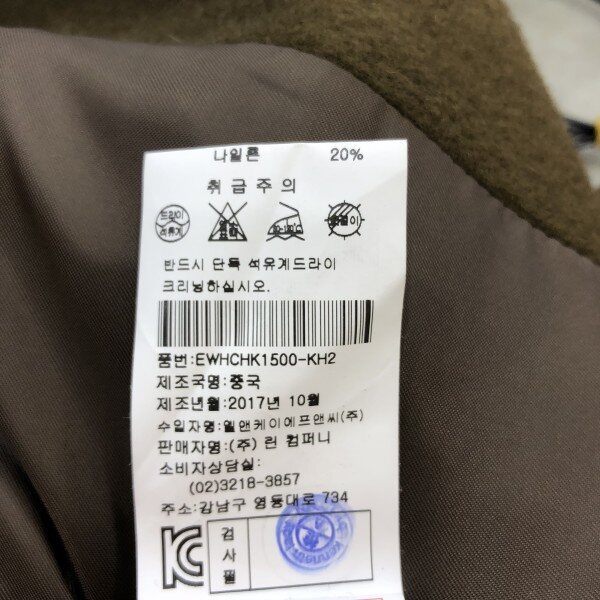 나일론 20%
취급주의
드라이
석유계
반드시 단독 석유계드라이
크리닝하십시오.
품번:EWHCHK1500-KH2
제조국명:중국
제조년월:2017년 10월
수입자명:엘앤케이에프앤씨(주)
판매자명:(주) 린 컴퍼니
소비자상담실:
(02)3218-3857
주소:강남구 영동대로 734
검
사
필